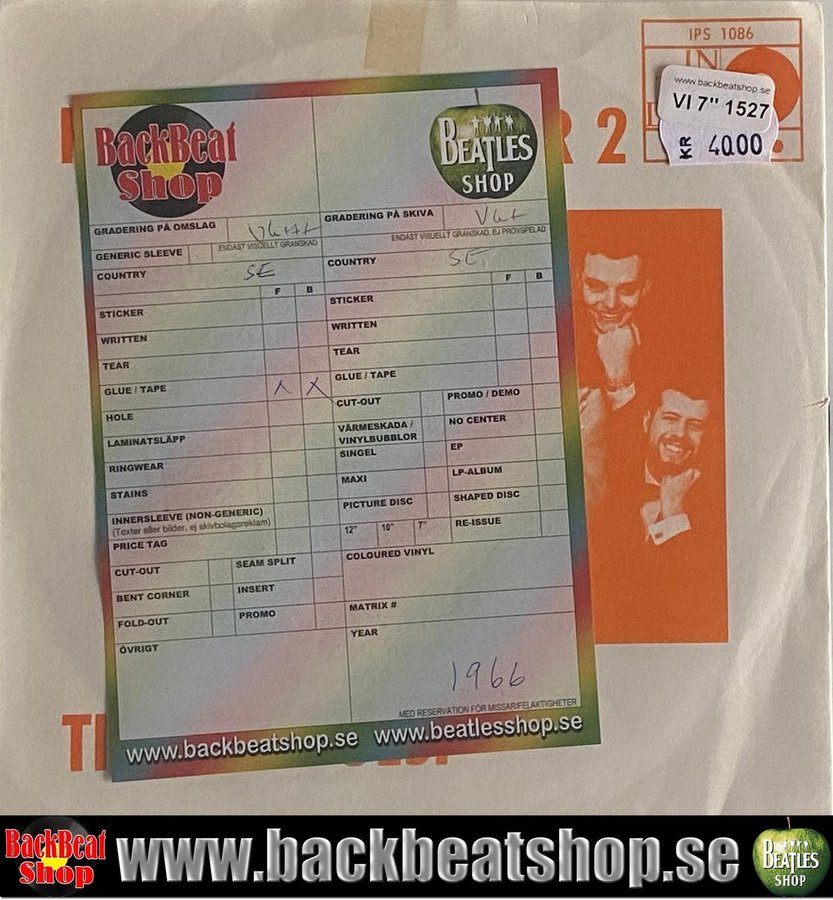 IPS 1086
IN
www.backbeatshop.se
VI 7" 1527
KR 40.00
R 2
BackBeat
Shop
BEATLES
SHOP
GRADERING PÅ OMSLAG
ENDAST VISUELLT GRANSKAD
GENERIC SLEEVE
COUNTRY SE
F B
STICKER
WRITTEN
TEAR
GLUE / TAPE X X
HOLE
LAMINATSLÄPP
RINGWEAR
STAINS
INNERSLEEVE (NON-GENERIC)
(Texter eller bilder, ej skivbolagsreklam)
PRICE TAG
CUT-OUT SEAM SPLIT
BENT CORNER INSERT
FOLD-OUT PROMO
ÖVRIGT
GRADERING PÅ SKIVA
ENDAST VISUELLT GRANSKAD, EJ PROVSPELAD
COUNTRY SE
F B
STICKER
WRITTEN
TEAR
GLUE / TAPE
CUT-OUT PROMO / DEMO
VÄRMESKADA / NO CENTER
VINYLBUBBLOR
SINGEL EP
MAXI LP-ALBUM
PICTURE DISC SHAPED DISC
12" 10" 7" RE-ISSUE
COLOURED VINYL
MATRIX #
YEAR
1966
MED RESERVATION FÖR MISSAR/FELAKTIGHETER
www.backbeatshop.se www.beatlesshop.se
BackBeat
Shop
www.backbeatshop.se
BEATLES
SHOP